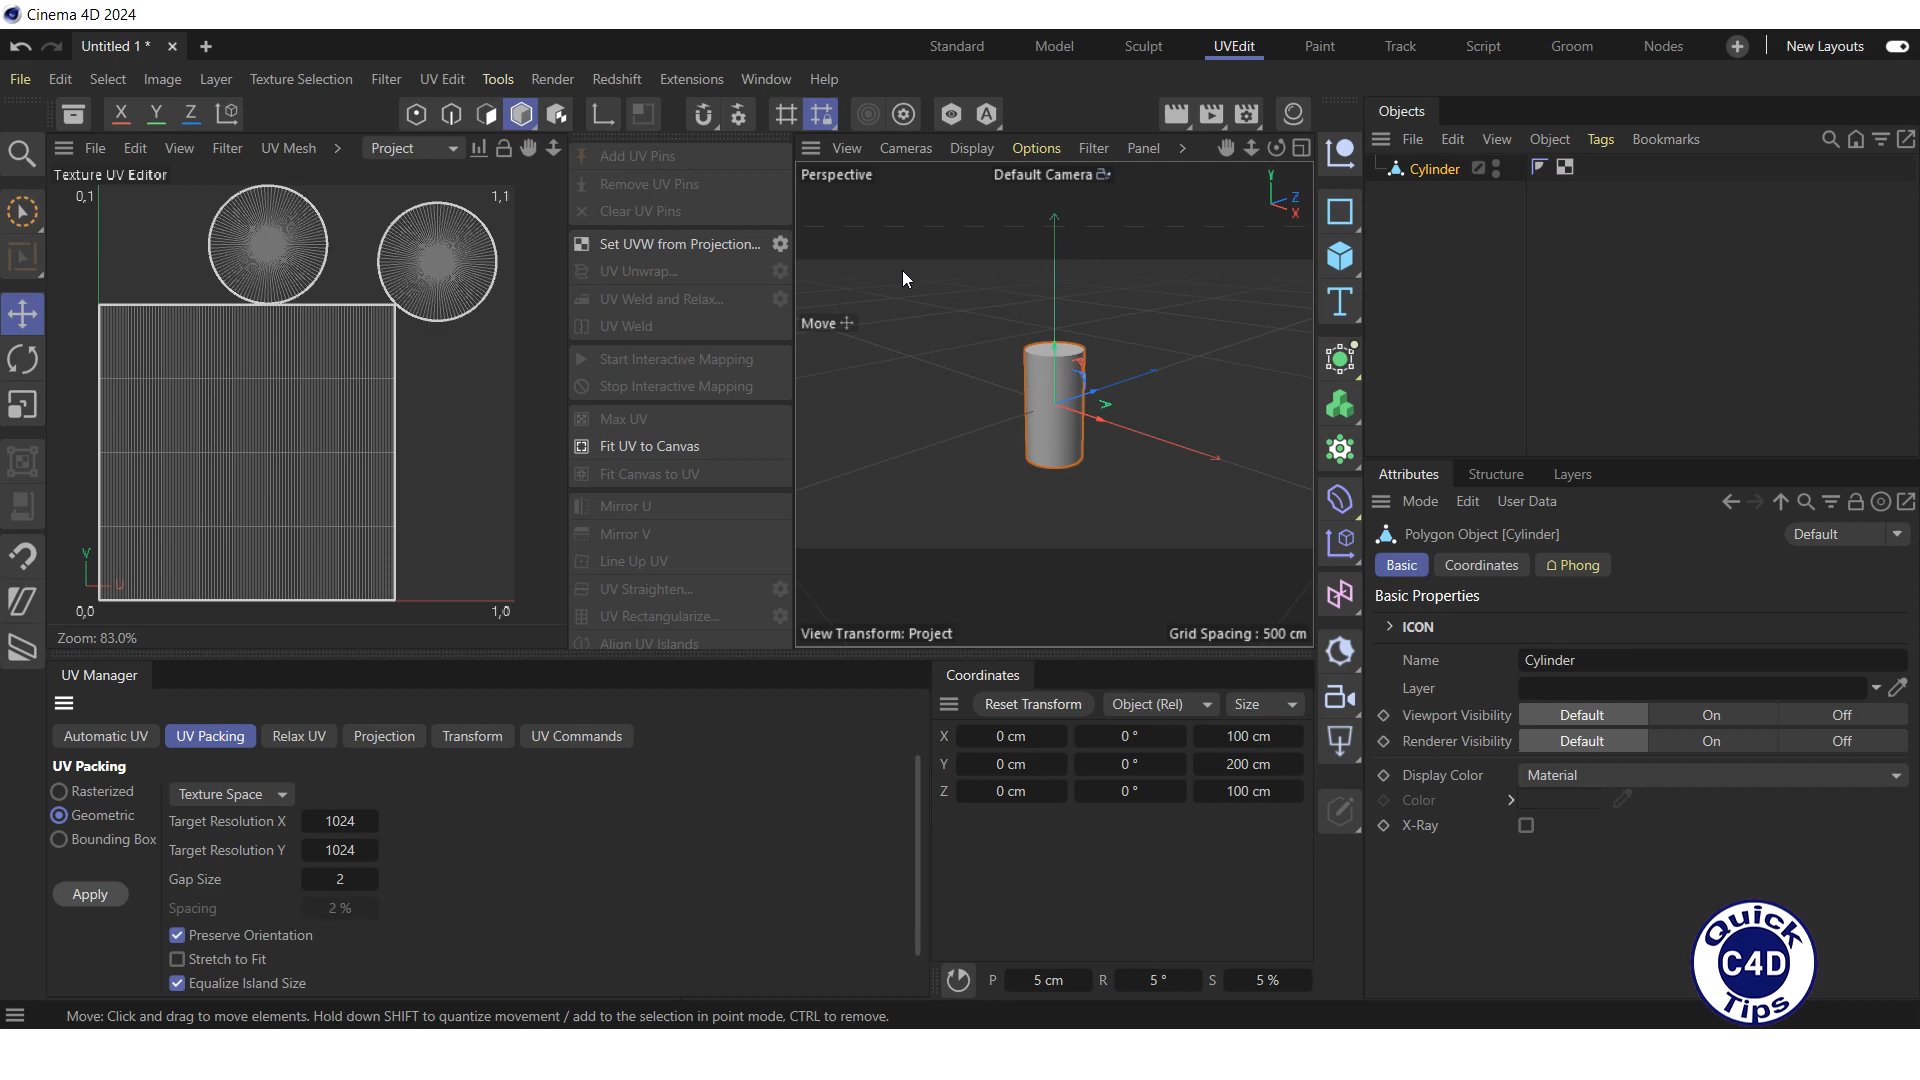 Cinema 4D 2024
Untitled 1 *
Standard Model Sculpt UVEdit Paint Track Script Groom Nodes New Layouts
File Edit Select Image Layer Texture Selection Filter UV Edit Tools Render Redshift Extensions Window Help
X Y Z
File Edit View Filter UV Mesh Project
Texture UV Editor
0,1
1,1
V
U
0,0
1,0
Zoom: 83.0%
Add UV Pins
Remove UV Pins
Clear UV Pins
Set UVW from Projection...
UV Unwrap...
UV Weld and Relax...
UV Weld
Start Interactive Mapping
Stop Interactive Mapping
Max UV
Fit UV to Canvas
Fit Canvas to UV
Mirror U
Mirror V
Line Up UV
UV Straighten...
UV Rectangularize...
Align UV Islands
View Cameras Display Options Filter Panel
Perspective
Default Camera
Y
Z
X
Move
View Transform: Project
Grid Spacing : 500 cm
Objects
File Edit View Object Tags Bookmarks
Cylinder
Attributes Structure Layers
Mode Edit User Data
Polygon Object [Cylinder]
Default
Basic Coordinates Phong
Basic Properties
ICON
Name Cylinder
Layer
Viewport Visibility Default On Off
Renderer Visibility Default On Off
Display Color Material
Color
X-Ray
UV Manager
Automatic UV UV Packing Relax UV Projection Transform UV Commands
UV Packing
Rasterized
Geometric
Bounding Box
Apply
Texture Space
Target Resolution X 1024
Target Resolution Y 1024
Gap Size 2
Spacing 2 %
Preserve Orientation
Stretch to Fit
Equalize Island Size
Coordinates
Reset Transform Object (Rel) Size
X 0 cm 0 ° 100 cm
Y 0 cm 0 ° 200 cm
Z 0 cm 0 ° 100 cm
P 5 cm R 5 ° S 5 %
Quick
C4D
Tips
Move: Click and drag to move elements. Hold down SHIFT to quantize movement / add to the selection in point mode, CTRL to remove.